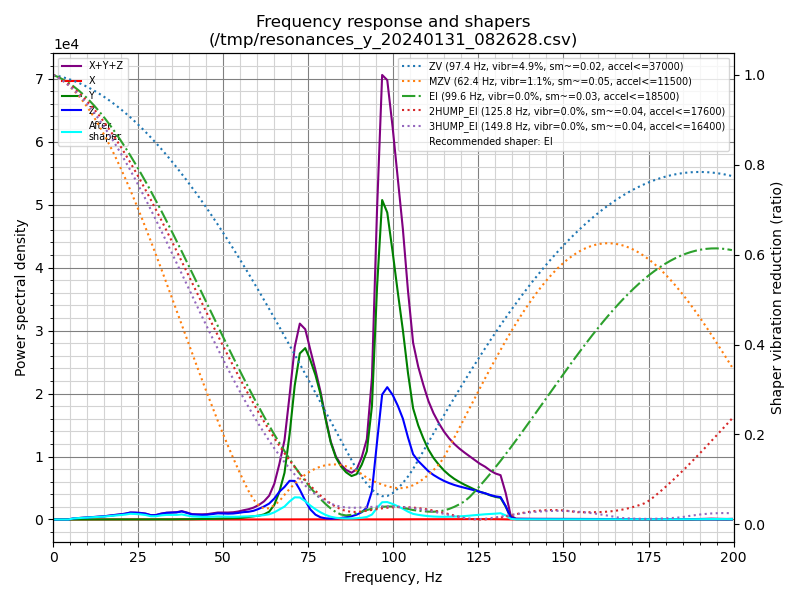 Frequency response and shapers
(/tmp/resonances_y_20240131_082628.csv)
1e4
X+Y+Z
X
Y
After
shaper
ZV (97.4 Hz, vibr=4.9%, sm~=0.02, accel<=37000)
MZV (62.4 Hz, vibr=1.1%, sm~=0.05, accel<=11500)
EI (99.6 Hz, vibr=0.0%, sm~=0.03, accel<=18500)
2HUMP_EI (125.8 Hz, vibr=0.0%, sm~=0.04, accel<=17600)
3HUMP_EI (149.8 Hz, vibr=0.0%, sm~=0.04, accel<=16400)
Recommended shaper: EI
Power spectral density
7
6
5
4
3
2
1
0
0 25 50 75 100 125 150 175 200
Frequency, Hz
1.0
0.8
0.6
0.4
0.2
0.0
Shaper vibration reduction (ratio)